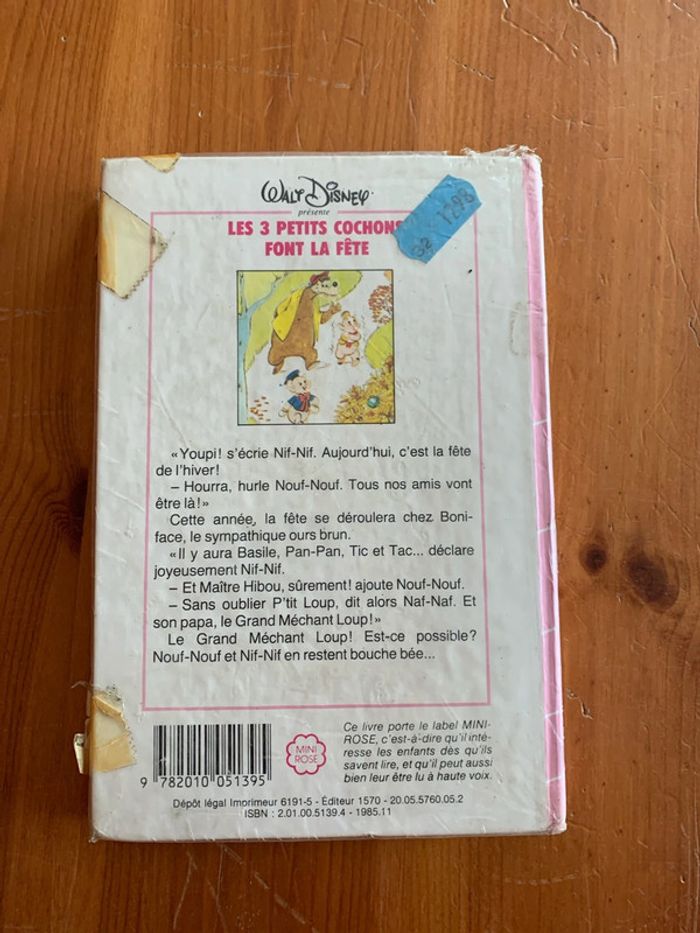 WALT DISNEY
présente
LES 3 PETITS COCHONS
FONT LA FÊTE
1298
«Youpi! s'écrie Nif-Nif. Aujourd'hui, c'est la fête
de l'hiver!
– Hourra, hurle Nouf-Nouf. Tous nos amis vont
être là!»
Cette année, la fête se déroulera chez Boni-
face, le sympathique ours brun.
«Il y aura Basile, Pan-Pan, Tic et Tac... déclare
joyeusement Nif-Nif.
– Et Maître Hibou, sûrement! ajoute Nouf-Nouf.
– Sans oublier P'tit Loup, dit alors Naf-Naf. Et
son papa, le Grand Méchant Loup!»
Le Grand Méchant Loup! Est-ce possible?
Nouf-Nouf et Nif-Nif en restent bouche bée...
9 782010 051395
MINI
ROSE
Ce livre porte le label MINI-
ROSE, c'est-à-dire qu'il inté-
resse les enfants dès qu'ils
savent lire, et qu'il peut aussi
bien leur être lu à haute voix.
Dépôt légal Imprimeur 6191-5 - Éditeur 1570 - 20.05.5760.05.2
ISBN : 2.01.00.5139.4 - 1985.11